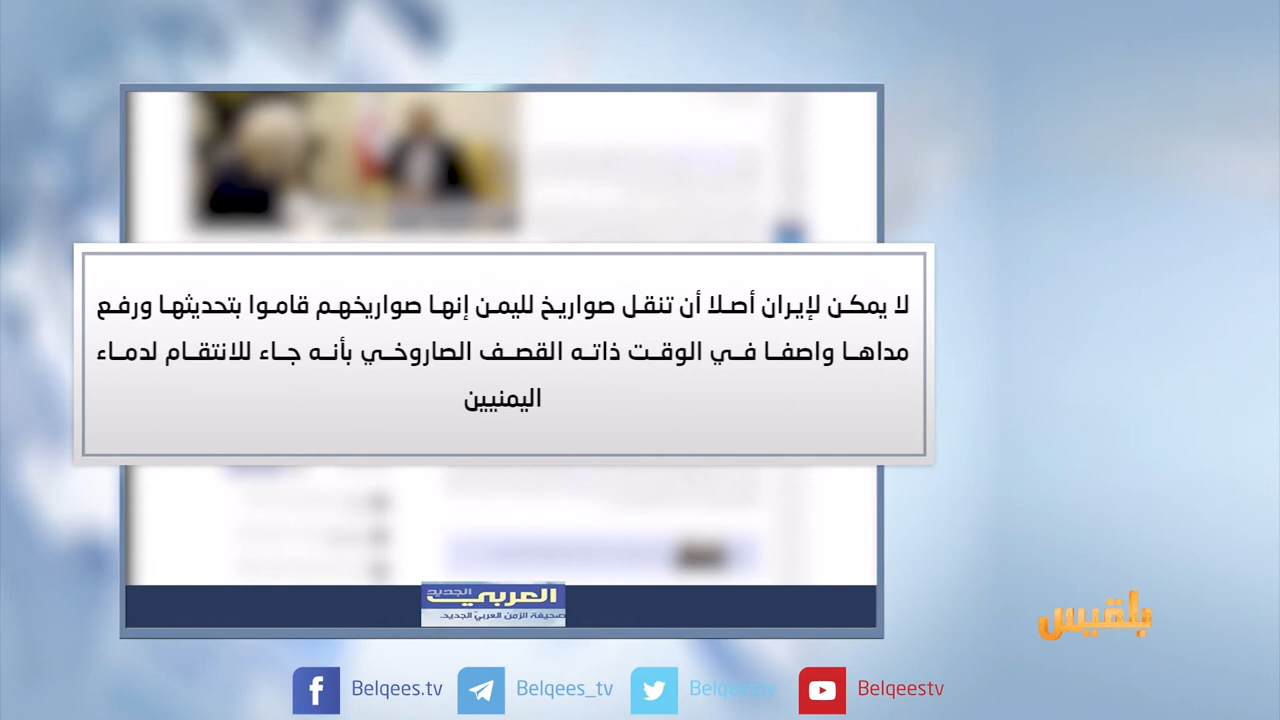 لا يمكن لإيران أصلا أن تنقل صواريخ لليمن إنها صواريخهم قاموا بتحديثها ورفع
مداها واصفا في الوقت ذاته القصف الصاروخي بأنه جاء للانتقام لدماء
اليمنيين
العربي الجديد
صحيفة الزمن العربيّ الجديد.
بلقيس
Belqees.tv
Belqees_tv
Belqeestv
Belqeestv